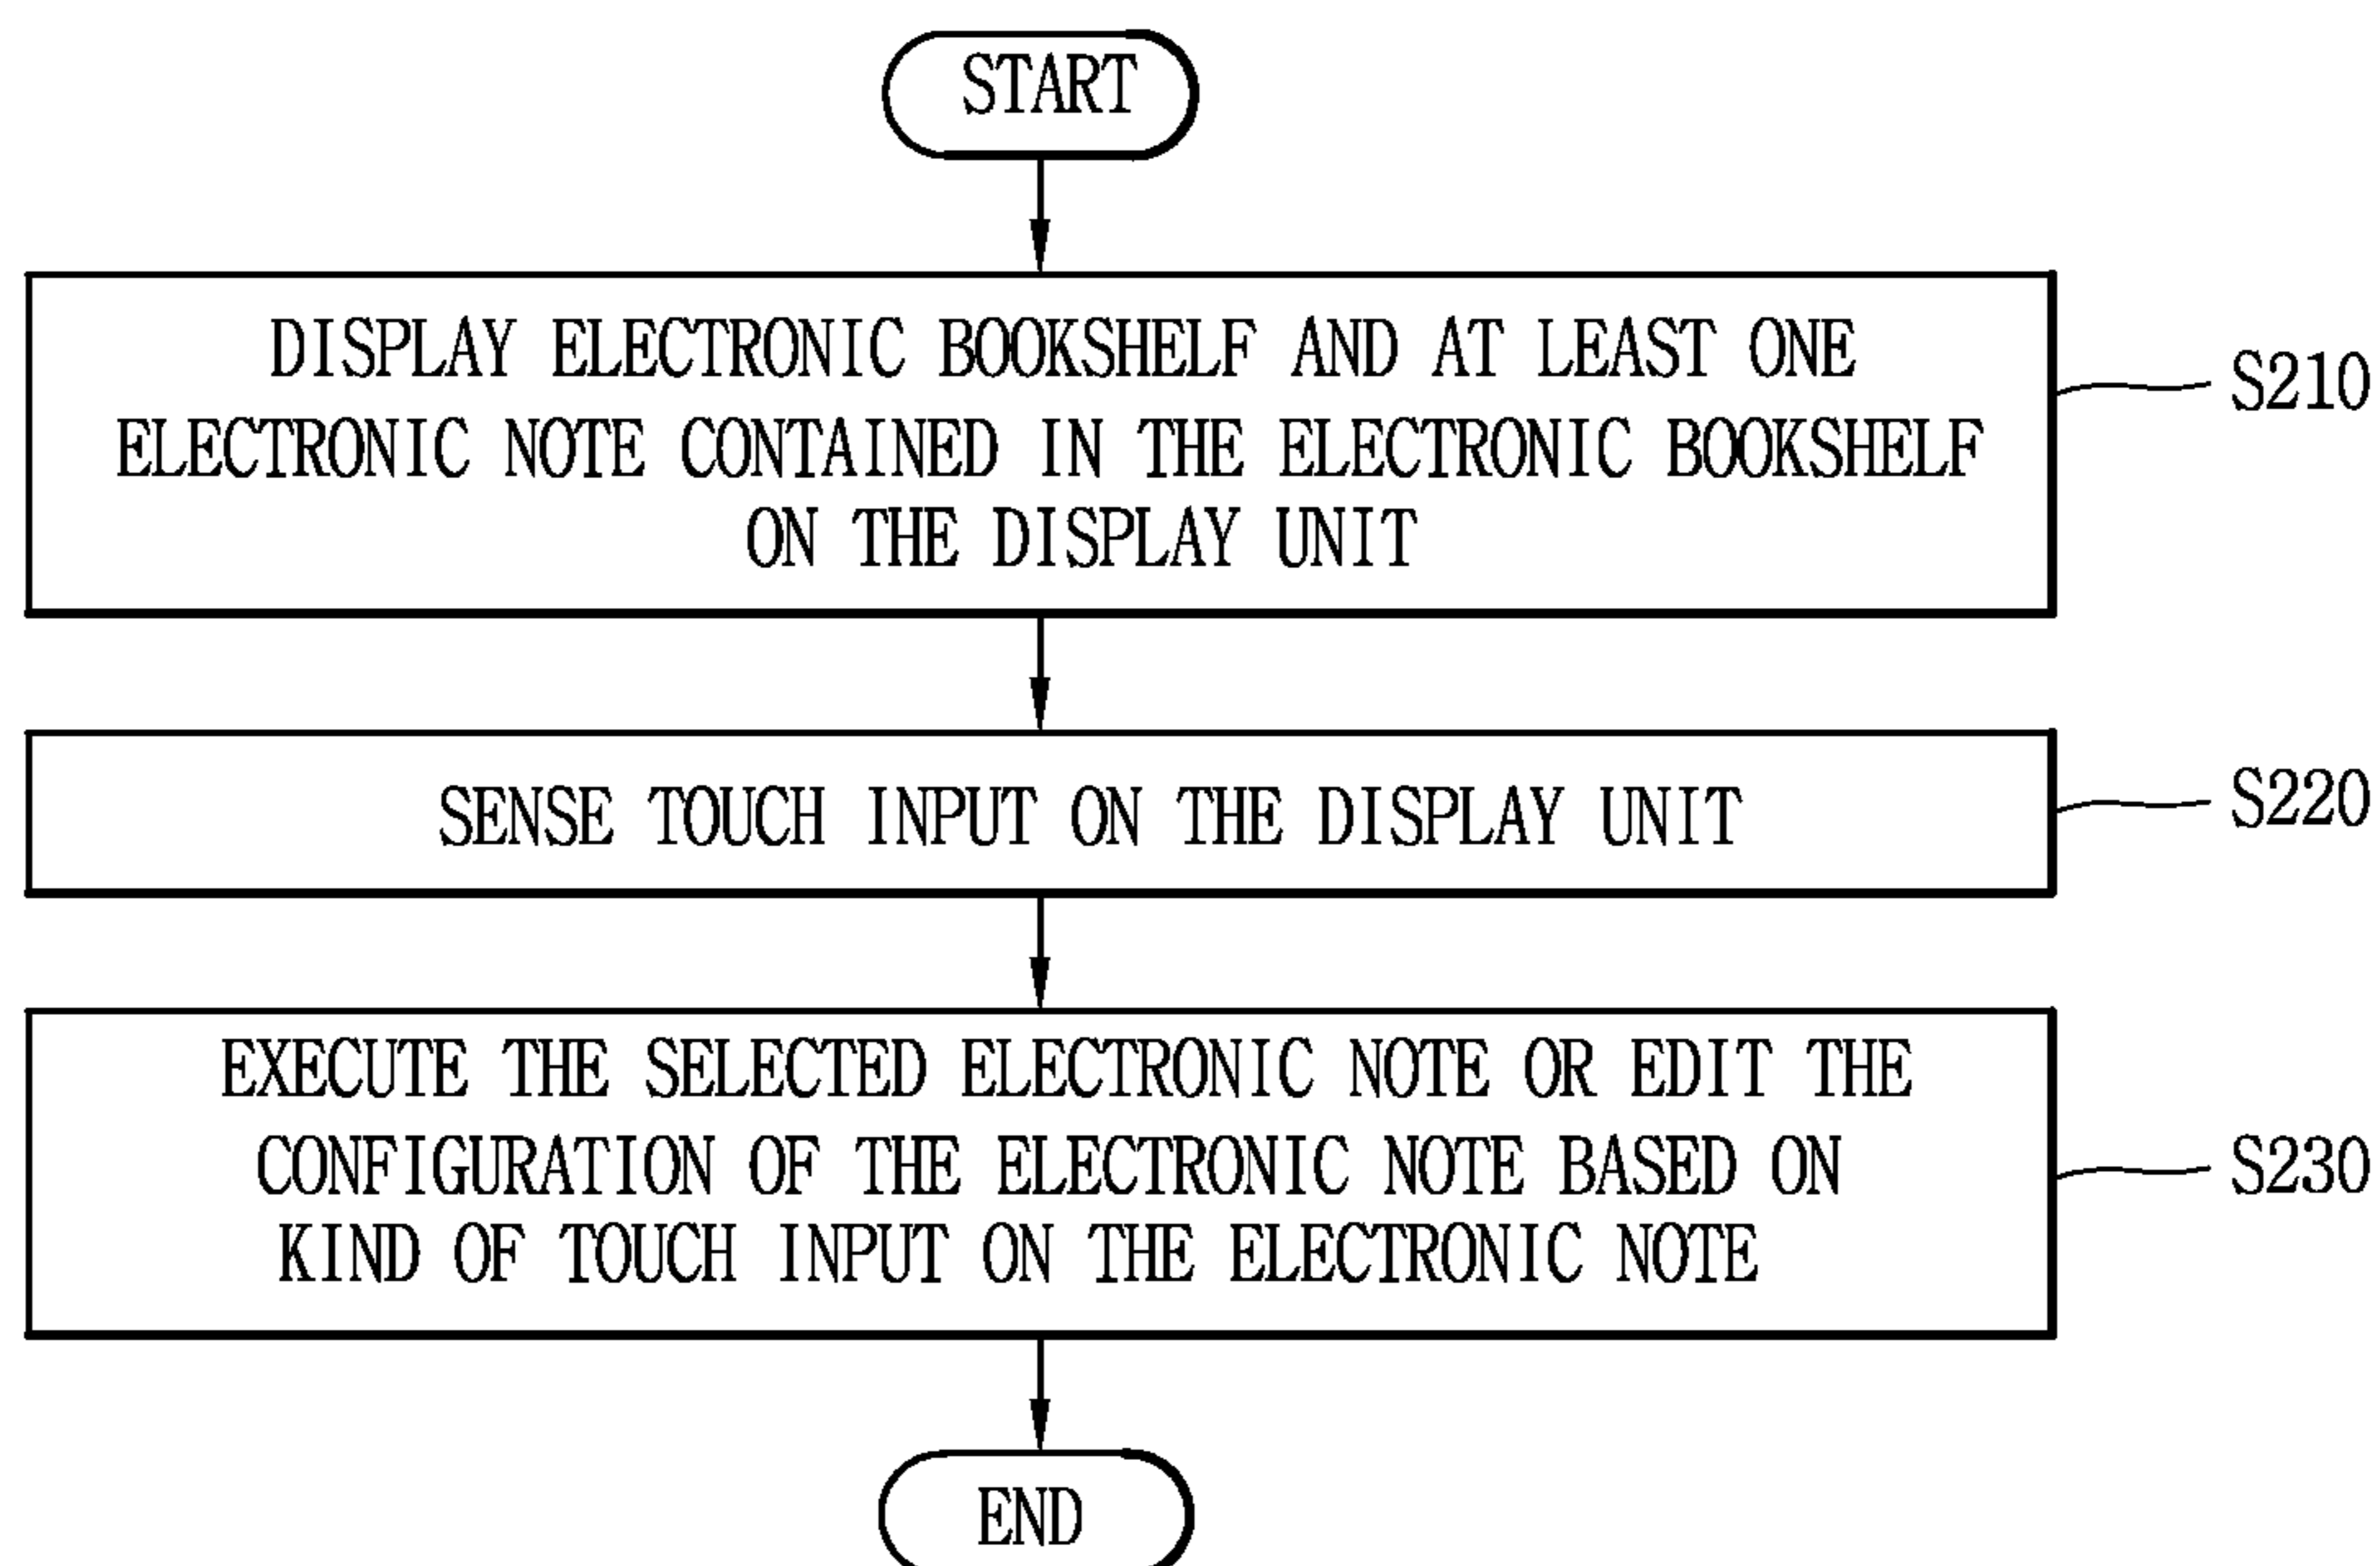 START
DISPLAY ELECTRONIC BOOKSHELF AND AT LEAST ONE
ELECTRONIC NOTE CONTAINED IN THE ELECTRONIC BOOKSHELF
ON THE DISPLAY UNIT
S210
SENSE TOUCH INPUT ON THE DISPLAY UNIT
S220
EXECUTE THE SELECTED ELECTRONIC NOTE OR EDIT THE
CONFIGURATION OF THE ELECTRONIC NOTE BASED ON
KIND OF TOUCH INPUT ON THE ELECTRONIC NOTE
S230
END